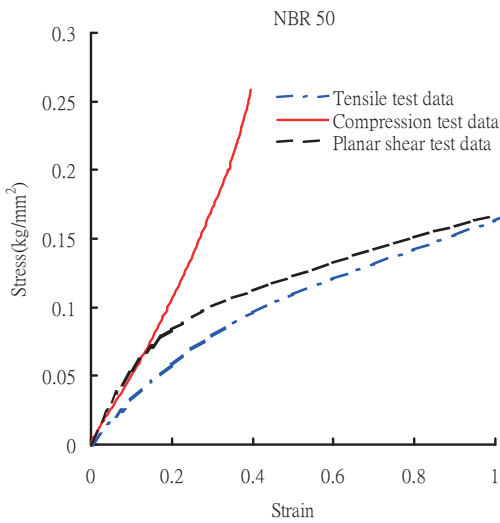 NBR 50
0.3
0.25
0.2
0.15
0.1
0.05
0
Stress(kg/mm²)
Tensile test data
Compression test data
Planar shear test data
0 0.2 0.4 0.6 0.8 1
Strain